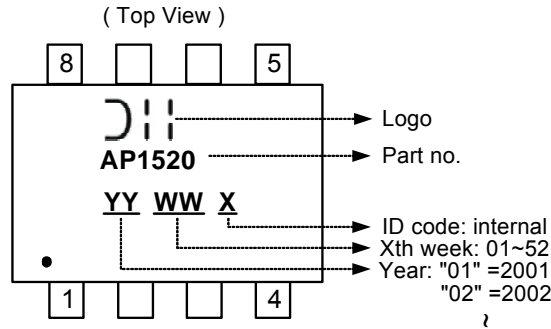 ( Top View )
8 5
Logo
AP1520 Part no.
YY WW X
ID code: internal
Xth week: 01~52
Year: "01" =2001
"02" =2002
~
1 4